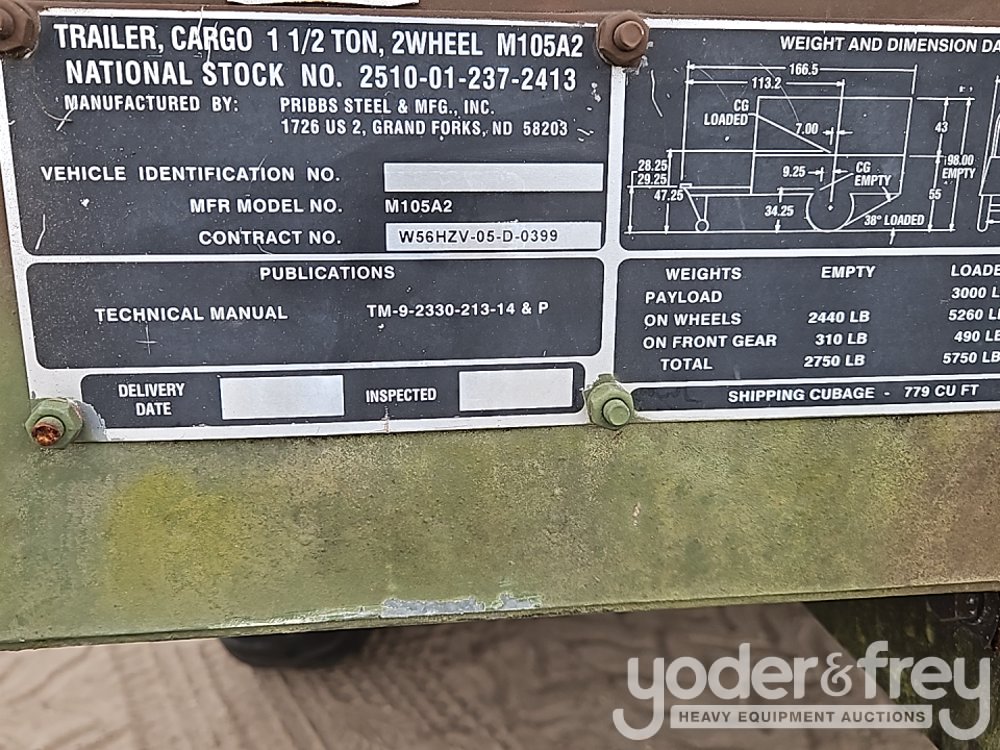 TRAILER, CARGO 1 1/2 TON, 2WHEEL M105A2
NATIONAL STOCK NO. 2510-01-237-2413
MANUFACTURED BY: PRIBBS STEEL & MFG., INC.
1726 US 2, GRAND FORKS, ND 58203
VEHICLE IDENTIFICATION NO.
MFR MODEL NO. M105A2
CONTRACT NO. W56HZV-05-D-0399
PUBLICATIONS
TECHNICAL MANUAL TM-9-2330-213-14 & P
DELIVERY
DATE
INSPECTED
WEIGHT AND DIMENSION DA
166.5
113.2
CG
LOADED
7.00
43
28.25
29.25
47.25
9.25
CG
EMPTY
98.00
EMPTY
55
34.25
38° LOADED
WEIGHTS EMPTY LOADE
PAYLOAD 3000 L
ON WHEELS 2440 LB 5260 L
ON FRONT GEAR 310 LB 490 L
TOTAL 2750 LB 5750 LB
SHIPPING CUBAGE - 779 CU FT
yoder&frey
HEAVY EQUIPMENT AUCTIONS